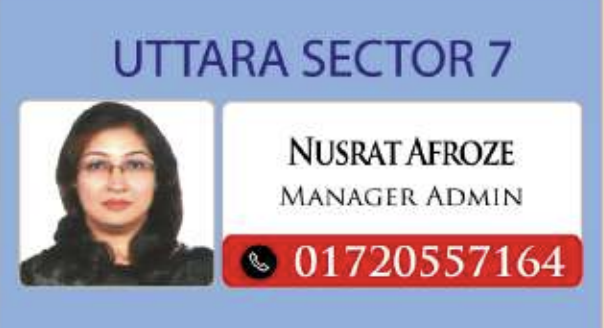 UTTARA SECTOR 7
NUSRAT AFROZE
MANAGER ADMIN
01720557164